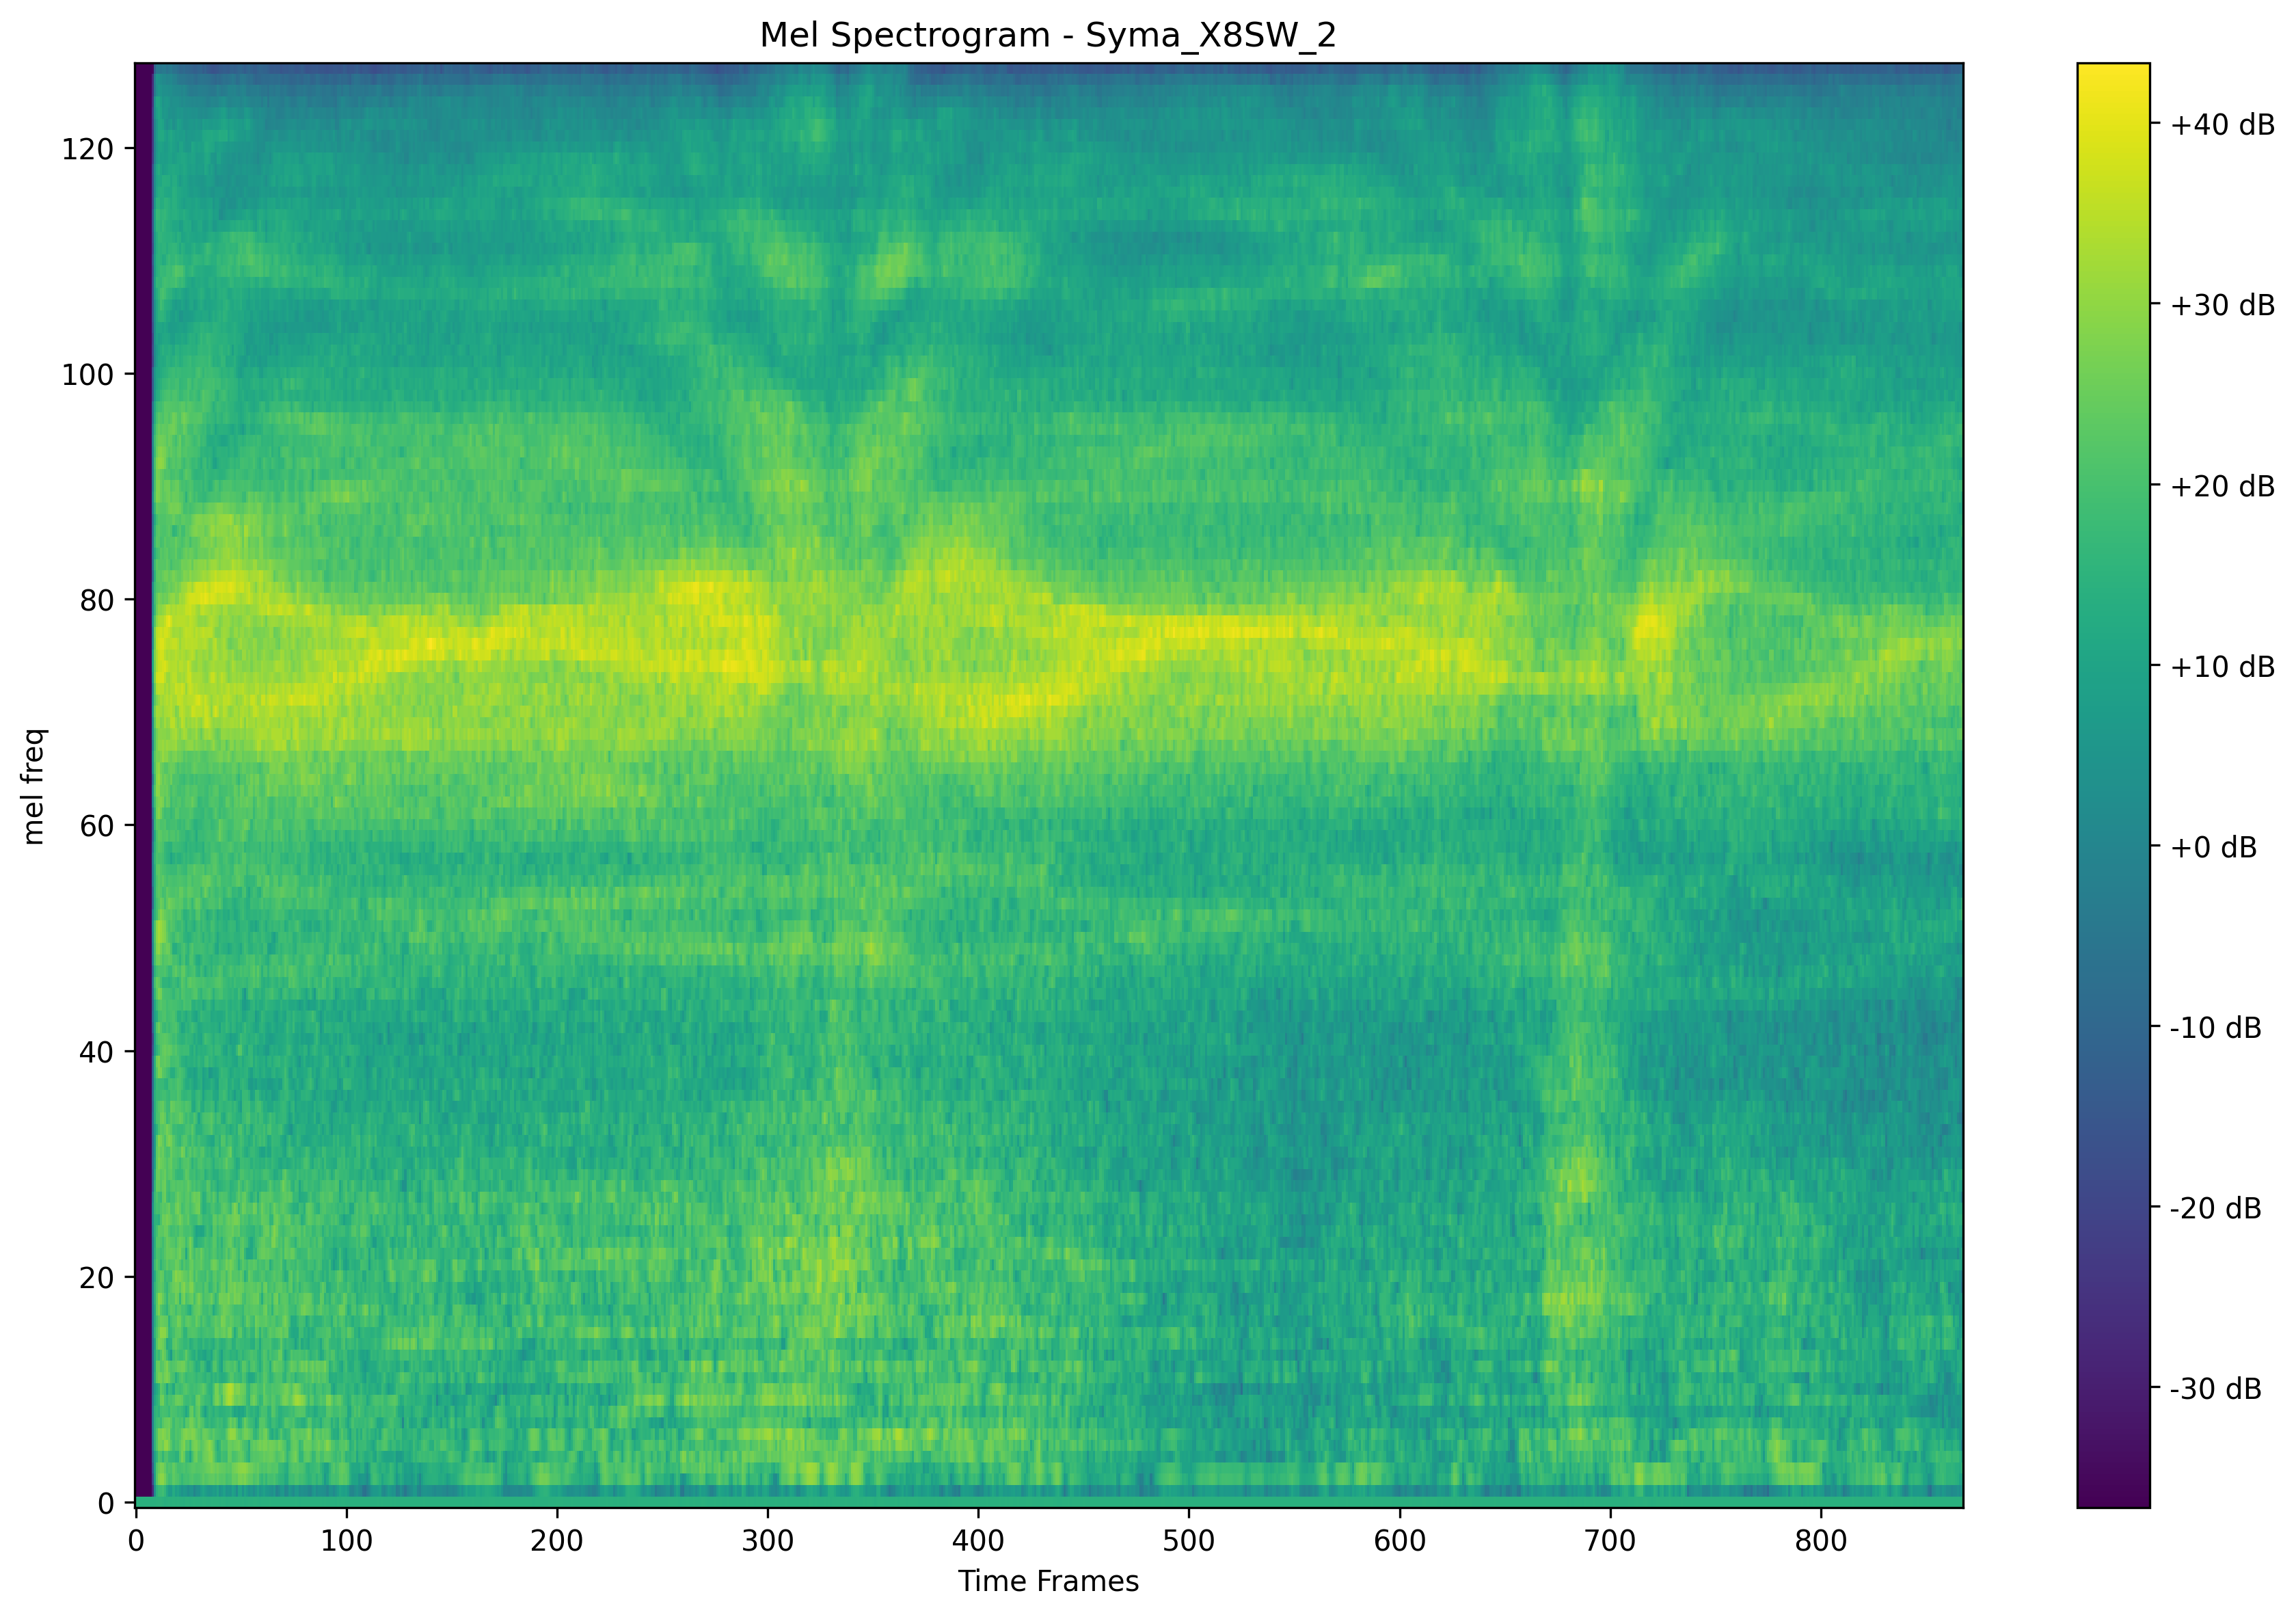 Mel Spectrogram - Syma_X8SW_2
mel freq
120
100
80
60
40
20
0
0 100 200 300 400 500 600 700 800
Time Frames
+40 dB
+30 dB
+20 dB
+10 dB
+0 dB
-10 dB
-20 dB
-30 dB